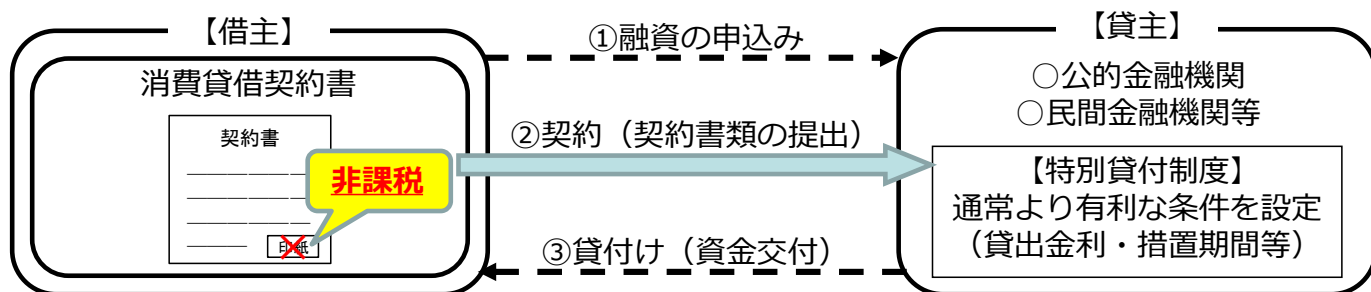 【借主】
消費貸借契約書
契約書
非課税
印紙
①融資の申込み
②契約（契約書類の提出）
③貸付け（資金交付）
【貸主】
○公的金融機関
○民間金融機関等
【特別貸付制度】
通常より有利な条件を設定
（貸出金利・措置期間等）